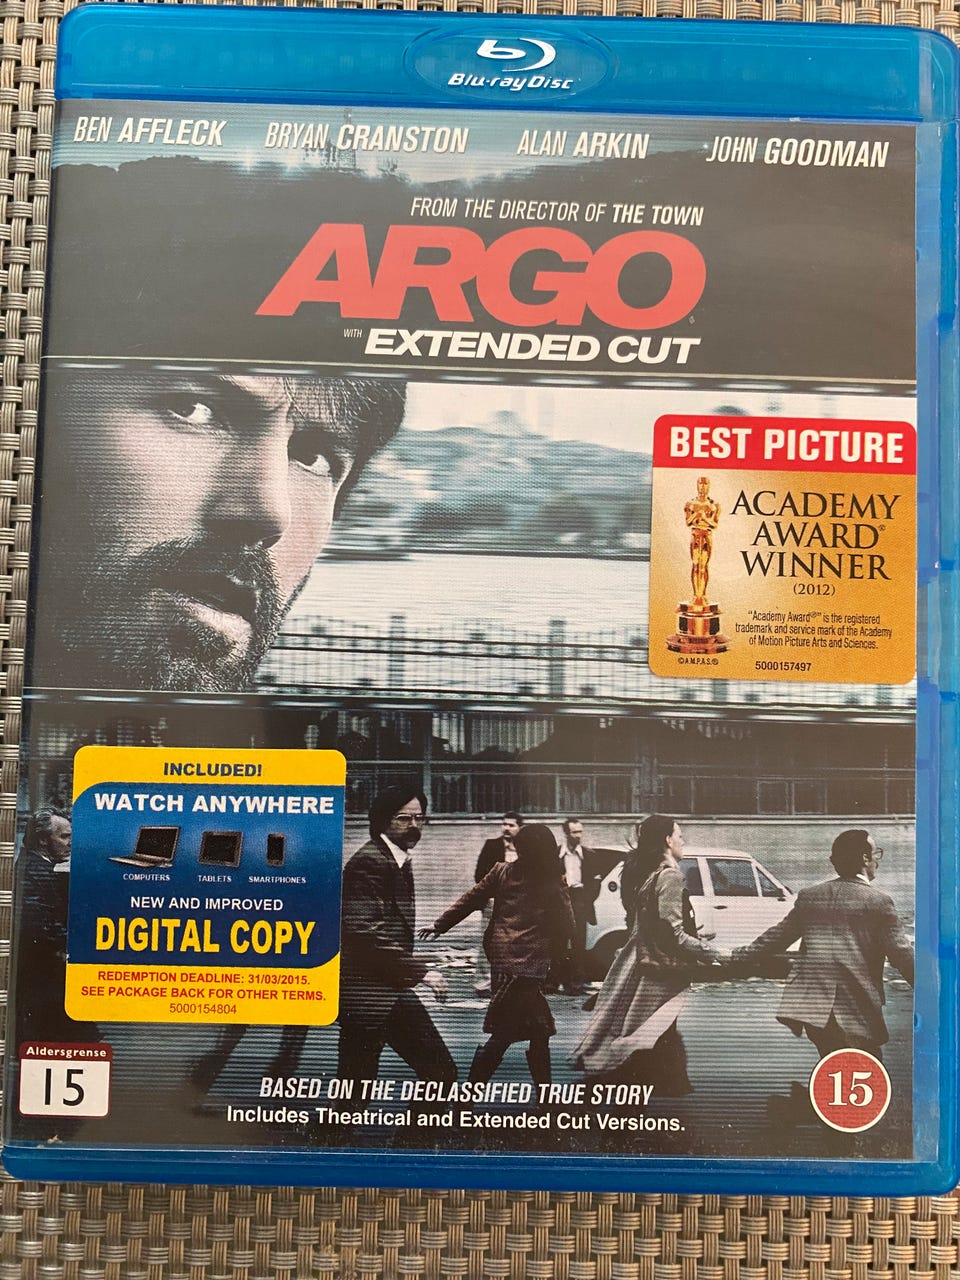 Blu-ray Disc
BEN AFFLECK BRYAN CRANSTON ALAN ARKIN JOHN GOODMAN
FROM THE DIRECTOR OF THE TOWN
ARGO
WITH EXTENDED CUT
BEST PICTURE
ACADEMY
AWARD®
WINNER
(2012)
"Academy Award®" is the registered
trademark and service mark of the Academy
of Motion Picture Arts and Sciences.
©A.M.P.A.S.®
5000157497
INCLUDED!
WATCH ANYWHERE
COMPUTERS TABLETS SMARTPHONES
NEW AND IMPROVED
DIGITAL COPY
REDEMPTION DEADLINE: 31/03/2015.
SEE PACKAGE BACK FOR OTHER TERMS.
5000154804
Aldersgrense
15
15
BASED ON THE DECLASSIFIED TRUE STORY
Includes Theatrical and Extended Cut Versions.